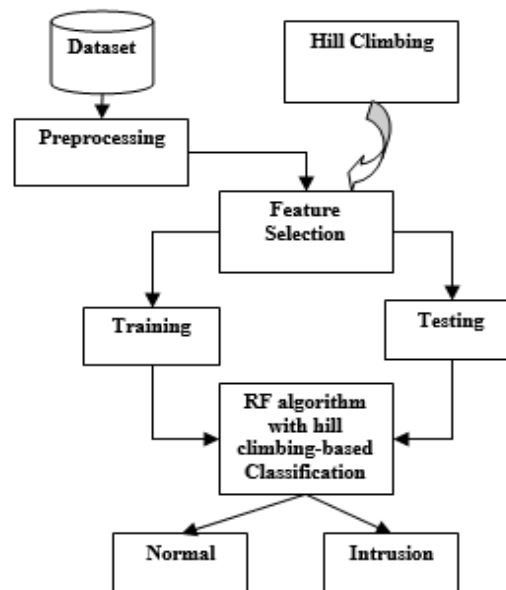 Dataset
Hill Climbing
Preprocessing
Feature
Selection
Training
Testing
RF algorithm
with hill
climbing-based
Classification
Normal
Intrusion